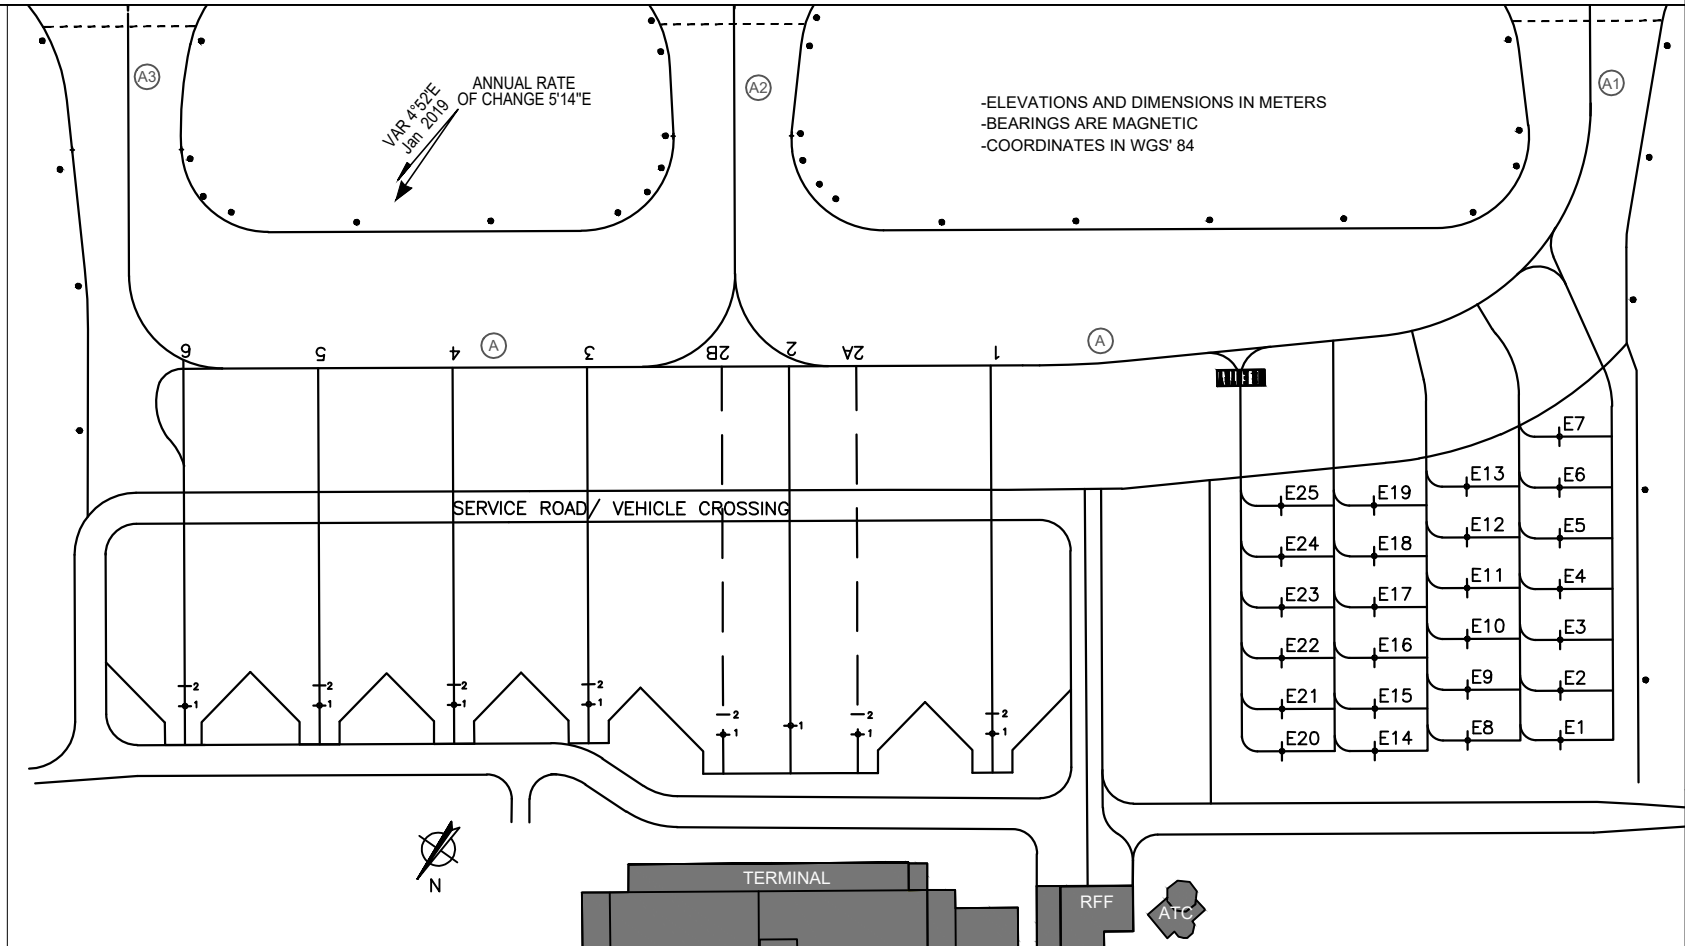 A3
A2
A1
VAR 4°52'E
Jan 2019
ANNUAL RATE
OF CHANGE 5'14"E
-ELEVATIONS AND DIMENSIONS IN METERS
-BEARINGS ARE MAGNETIC
-COORDINATES IN WGS' 84
6
5
4
A
3
2B
2
2A
1
A
E7
E13
E6
E25
E19
SERVICE ROAD/ VEHICLE CROSSING
E12
E5
E24
E18
E11
E4
E23
E17
E10
E3
E22
E16
E9
E2
E21
E15
E8
E1
E20
E14
2
2
2
2
1
1
1
1
2
2
2
1
1
1
1
N
TERMINAL
RFF
ATC